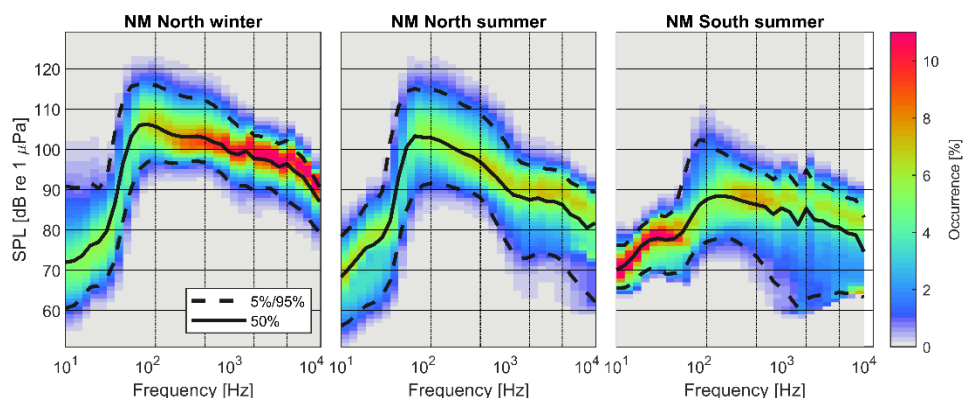 NM North winter
NM North summer
NM South summer
SPL [dB re 1 μPa]
120
110
100
90
80
70
60
5%/95%
50%
10¹ 10² 10³ 10⁴
10¹ 10² 10³ 10⁴
10¹ 10² 10³ 10⁴
Frequency [Hz]
Frequency [Hz]
Frequency [Hz]
10
8
6
4
2
0
Occurrence [%]